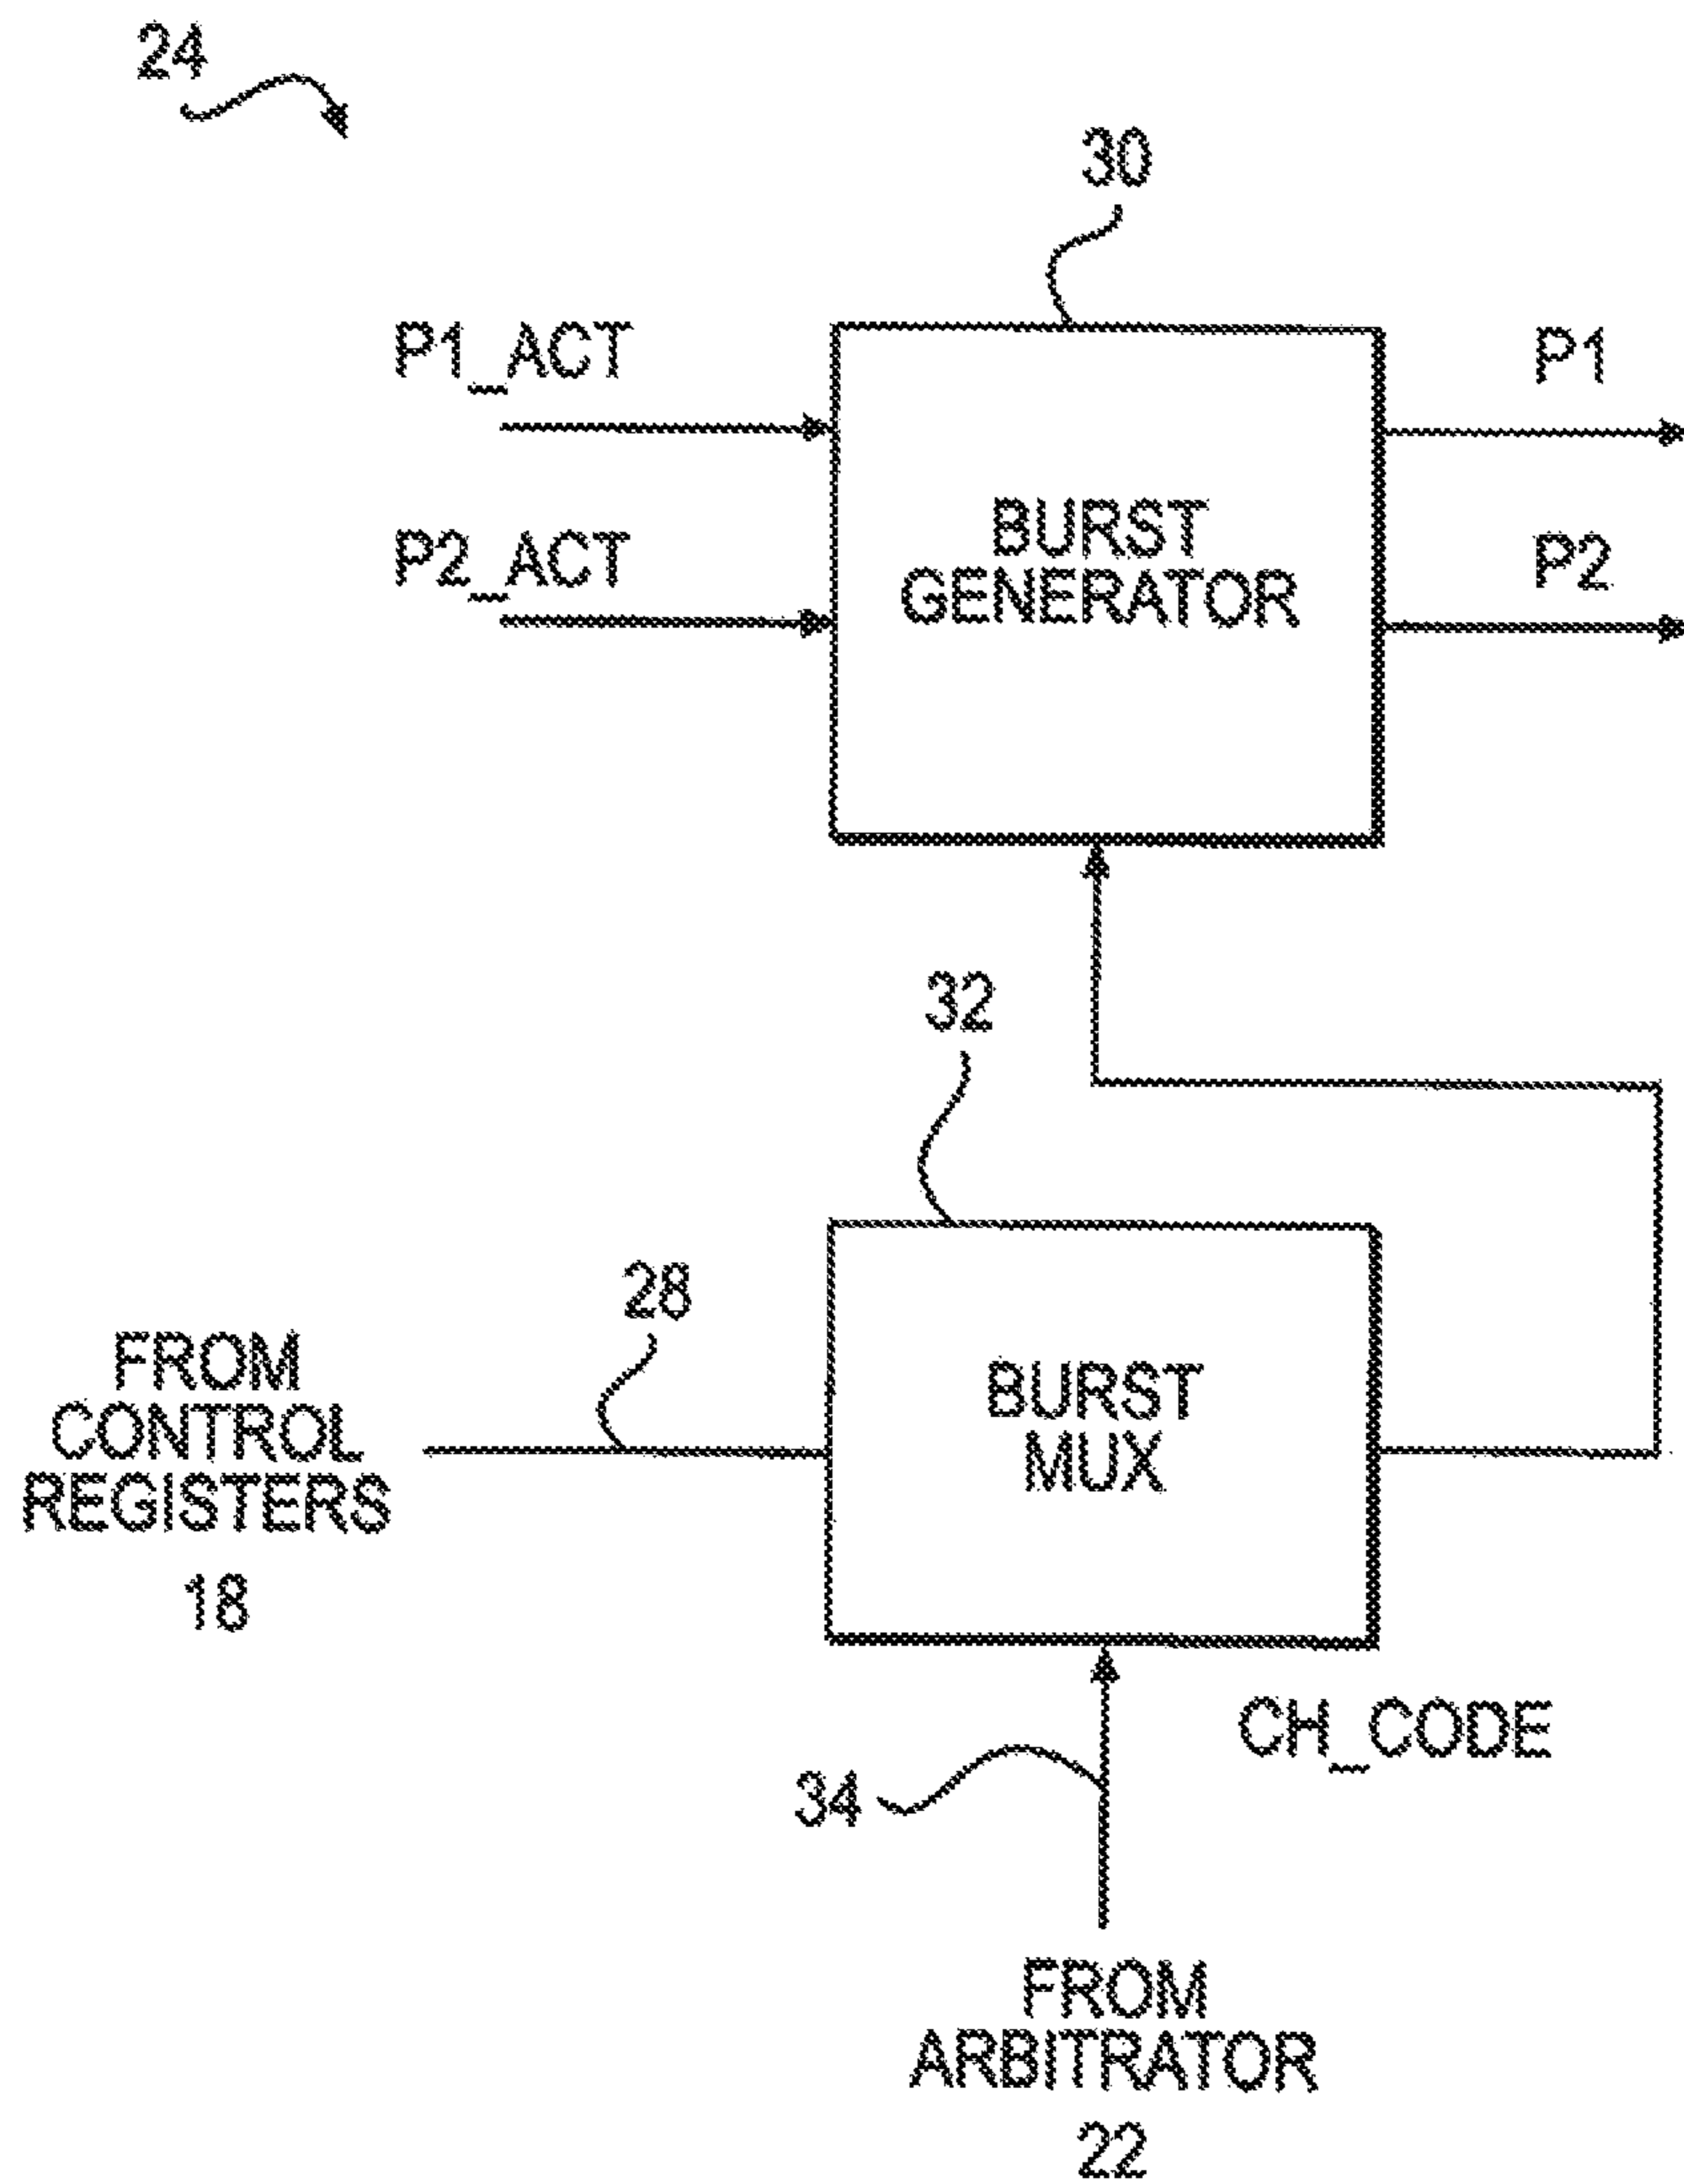 24
30
P1_ACT
P1
P2_ACT
BURST
GENERATOR
P2
32
28
FROM
CONTROL
REGISTERS
18
BURST
MUX
CH_CODE
34
FROM
ARBITRATOR
22